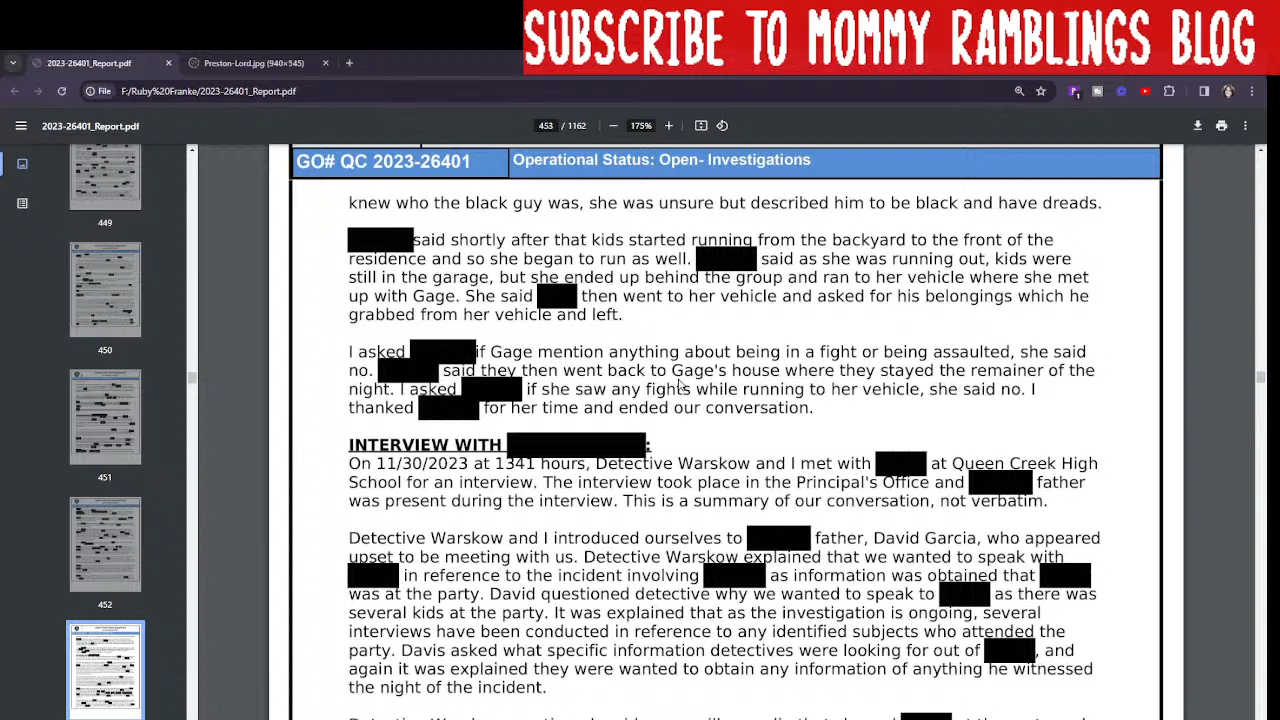 SUBSCRIBE TO MOMMY RAMBLINGS BLOG
2023-26401_Report.pdf
Preston-Lord.jpg (940×545)
File F:/Ruby%20Franke/2023-26401_Report.pdf
2023-26401_Report.pdf
453 / 1162
175%
GO# QC 2023-26401 Operational Status: Open- Investigations
knew who the black guy was, she was unsure but described him to be black and have dreads.
said shortly after that kids started running from the backyard to the front of the
residence and so she began to run as well. said as she was running out, kids were
still in the garage, but she ended up behind the group and ran to her vehicle where she met
up with Gage. She said then went to her vehicle and asked for his belongings which he
grabbed from her vehicle and left.
I asked if Gage mention anything about being in a fight or being assaulted, she said
no. said they then went back to Gage's house where they stayed the remainer of the
night. I asked if she saw any fights while running to her vehicle, she said no. I
thanked for her time and ended our conversation.
INTERVIEW WITH :
On 11/30/2023 at 1341 hours, Detective Warskow and I met with at Queen Creek High
School for an interview. The interview took place in the Principal's Office and father
was present during the interview. This is a summary of our conversation, not verbatim.
Detective Warskow and I introduced ourselves to father, David Garcia, who appeared
upset to be meeting with us. Detective Warskow explained that we wanted to speak with
in reference to the incident involving as information was obtained that
was at the party. David questioned detective why we wanted to speak to as there was
several kids at the party. It was explained that as the investigation is ongoing, several
interviews have been conducted in reference to any identified subjects who attended the
party. Davis asked what specific information detectives were looking for out of , and
again it was explained they were wanted to obtain any information of anything he witnessed
the night of the incident.
449
450
451
452